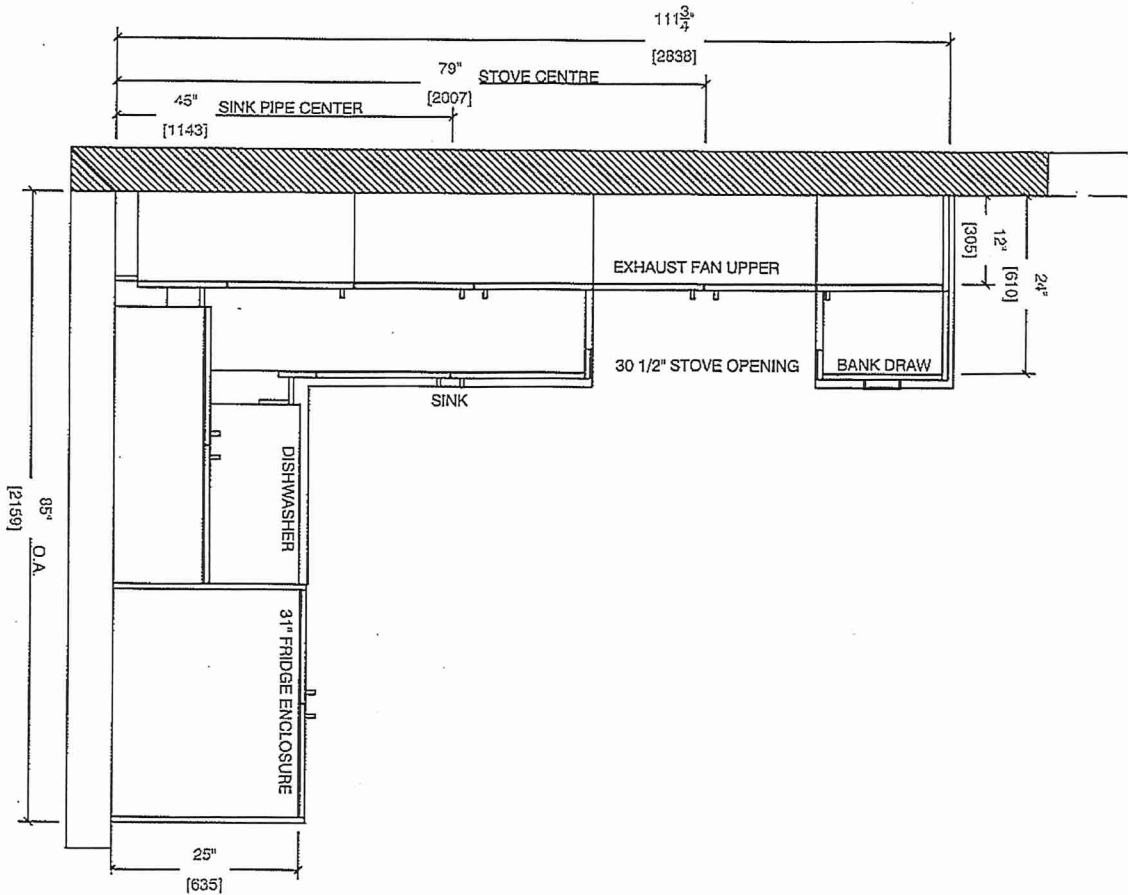 111 3/4"
[2838]
79" STOVE CENTRE
[2007]
45" SINK PIPE CENTER
[1143]
12"
[305]
24"
[610]
EXHAUST FAN UPPER
30 1/2" STOVE OPENING
BANK DRAW
SINK
DISHWASHER
31" FRIDGE ENCLOSURE
85" O.A.
[2159]
25"
[635]